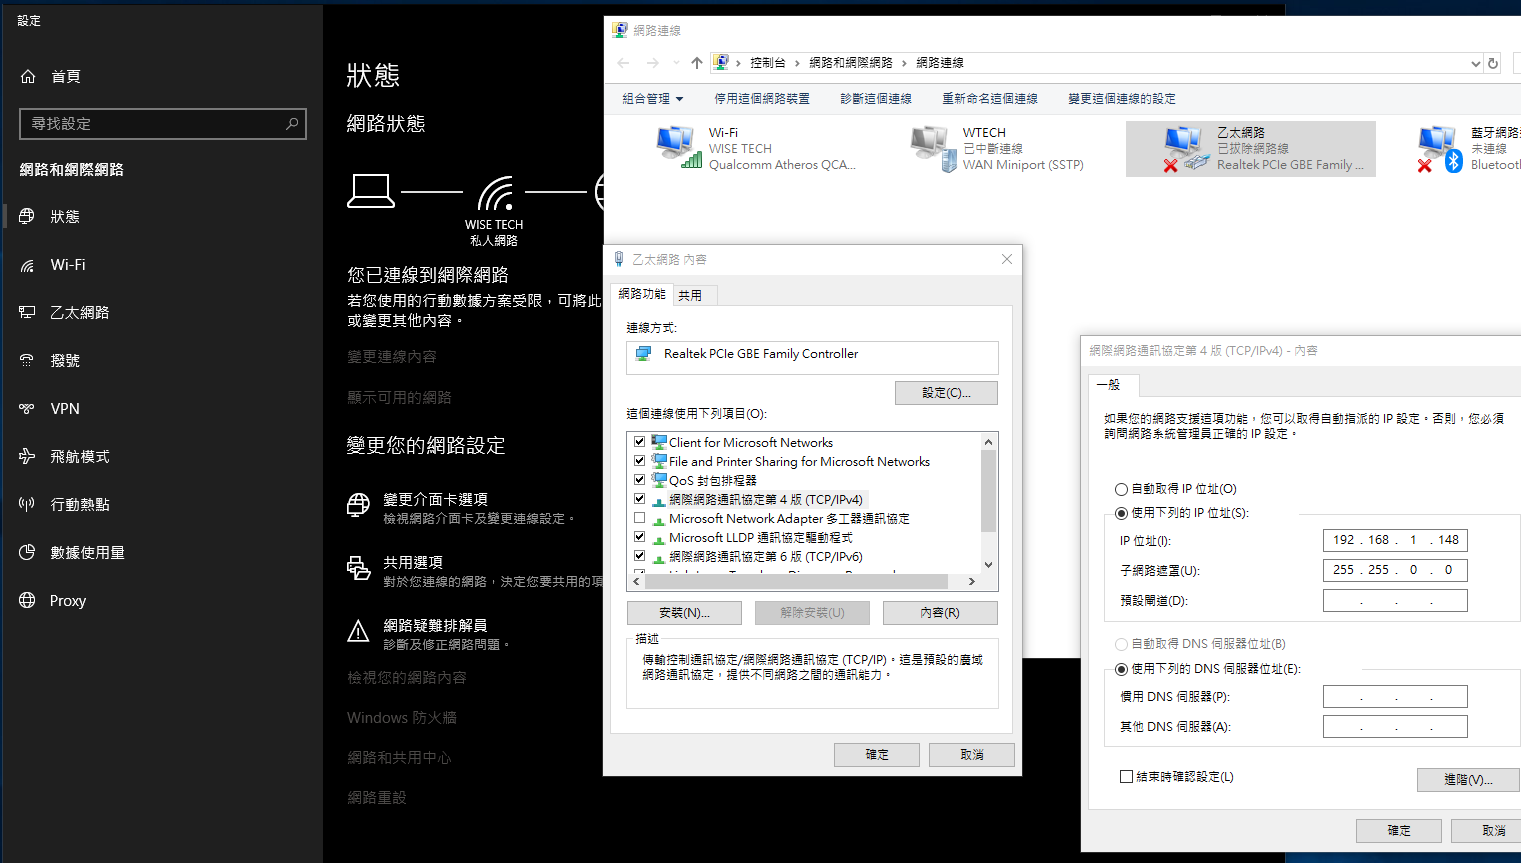 設定
首頁
尋找設定
網路和網際網路
狀態
Wi-Fi
乙太網路
撥號
VPN
飛航模式
行動熱點
數據使用量
Proxy
狀態
網路狀態
WISE TECH
私人網路
您已連線到網際網路
若您使用的行動數據方案受限，可將此
或變更其他內容。
變更連線內容
顯示可用的網路
變更您的網路設定
變更介面卡選項
檢視網路介面卡及變更連線設定。
共用選項
對於您連線的網路，決定您要共用的項
網路疑難排解員
診斷及修正網路問題。
檢視您的網路內容
Windows 防火牆
網路和共用中心
網路重設
網路連線
控制台 › 網路和網際網路 › 網路連線
組合管理 停用這個網路裝置 診斷這個連線 重新命名這個連線 變更這個連線的設定
Wi-Fi
WISE TECH
Qualcomm Atheros QCA...
WTECH
已中斷連線
WAN Miniport (SSTP)
乙太網路
已拔除網路線
Realtek PCIe GBE Family ...
藍牙網路
未連線
Bluetoot
乙太網路 內容
網路功能 共用
連線方式:
Realtek PCIe GBE Family Controller
設定(C)...
這個連線使用下列項目(O):
Client for Microsoft Networks
File and Printer Sharing for Microsoft Networks
QoS 封包排程器
網際網路通訊協定第 4 版 (TCP/IPv4)
Microsoft Network Adapter 多工器通訊協定
Microsoft LLDP 通訊協定驅動程式
網際網路通訊協定第 6 版 (TCP/IPv6)
安裝(N)... 解除安裝(U) 內容(R)
描述
傳輸控制通訊協定/網際網路通訊協定 (TCP/IP)。這是預設的廣域
網路通訊協定，提供不同網路之間的通訊能力。
確定 取消
網際網路通訊協定第 4 版 (TCP/IPv4) - 內容
一般
如果您的網路支援這項功能，您可以取得自動指派的 IP 設定。否則，您必須
詢問網路系統管理員正確的 IP 設定。
自動取得 IP 位址(O)
使用下列的 IP 位址(S):
IP 位址(I): 192 . 168 . 1 . 148
子網路遮罩(U): 255 . 255 . 0 . 0
預設閘道(D): . . .
自動取得 DNS 伺服器位址(B)
使用下列的 DNS 伺服器位址(E):
慣用 DNS 伺服器(P): . . .
其他 DNS 伺服器(A): . . .
結束時確認設定(L)
進階(V)...
確定 取消